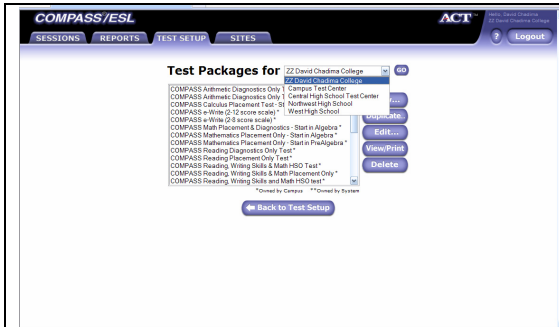 COMPASS/ESL
ACT™
Hello, David Chadima
ZZ David Chadima College
SESSIONS REPORTS TEST SETUP SITES
? Logout
Test Packages for ZZ David Chadima College GO
ZZ David Chadima College
Campus Test Center
Central High School Test Center
Northwest High School
West High School
COMPASS Arithmetic Diagnostics Only
COMPASS Arithmetic Diagnostics Only
COMPASS Calculus Placement Test - St
COMPASS e-Write (2-12 score scale) *
COMPASS e-Write (2-8 score scale) *
COMPASS Math Placement & Diagnostics - Start in Algebra *
COMPASS Mathematics Placement Only - Start in Algebra *
COMPASS Mathematics Placement Only - Start in PreAlgebra *
COMPASS Reading Diagnostics Only Test *
COMPASS Reading Placement Only Test *
COMPASS Reading, Writing Skills & Math HSO Test *
COMPASS Reading, Writing Skills & Math Placement Only *
COMPASS Reading, Writing Skills and Math HSO test *
Duplicate
Edit...
View/Print
Delete
*Owned by Campus **Owned by System
Back to Test Setup